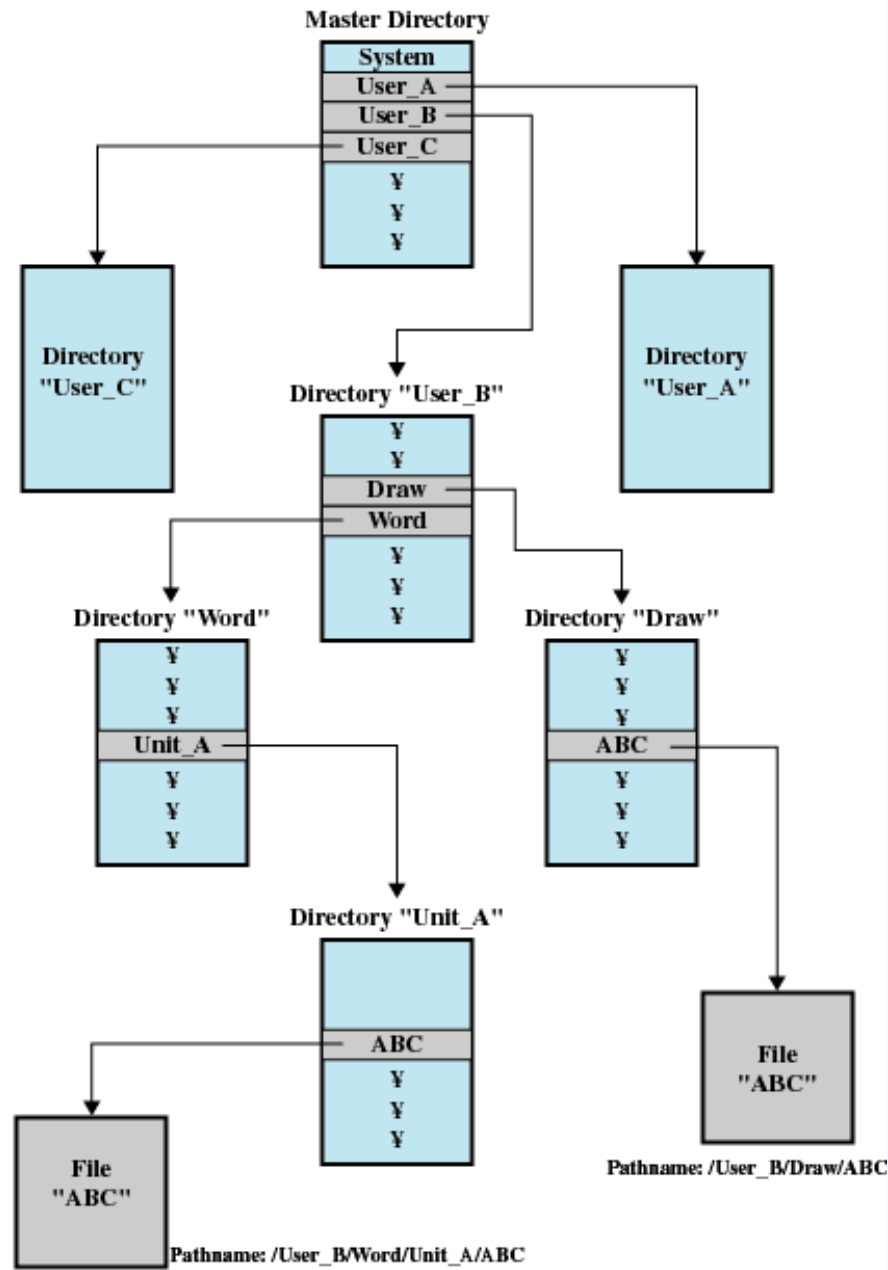 Master Directory
System
User_A
User_B
User_C
¥
¥
¥
Directory
"User_C"
Directory
"User_A"
Directory "User_B"
¥
¥
Draw
Word
¥
¥
¥
Directory "Word"
¥
¥
¥
Unit_A
¥
¥
¥
Directory "Draw"
¥
¥
¥
ABC
¥
¥
¥
Directory "Unit_A"
ABC
¥
¥
¥
File
"ABC"
Pathname: /User_B/Draw/ABC
File
"ABC"
Pathname: /User_B/Word/Unit_A/ABC